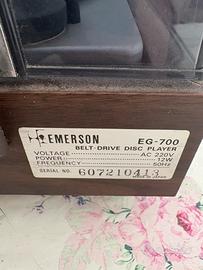 EMERSON EG-700
BELT-DRIVE DISC PLAYER
VOLTAGE AC 220V
POWER 12W
FREQUENCY 50Hz
SERIAL NO. 607210413